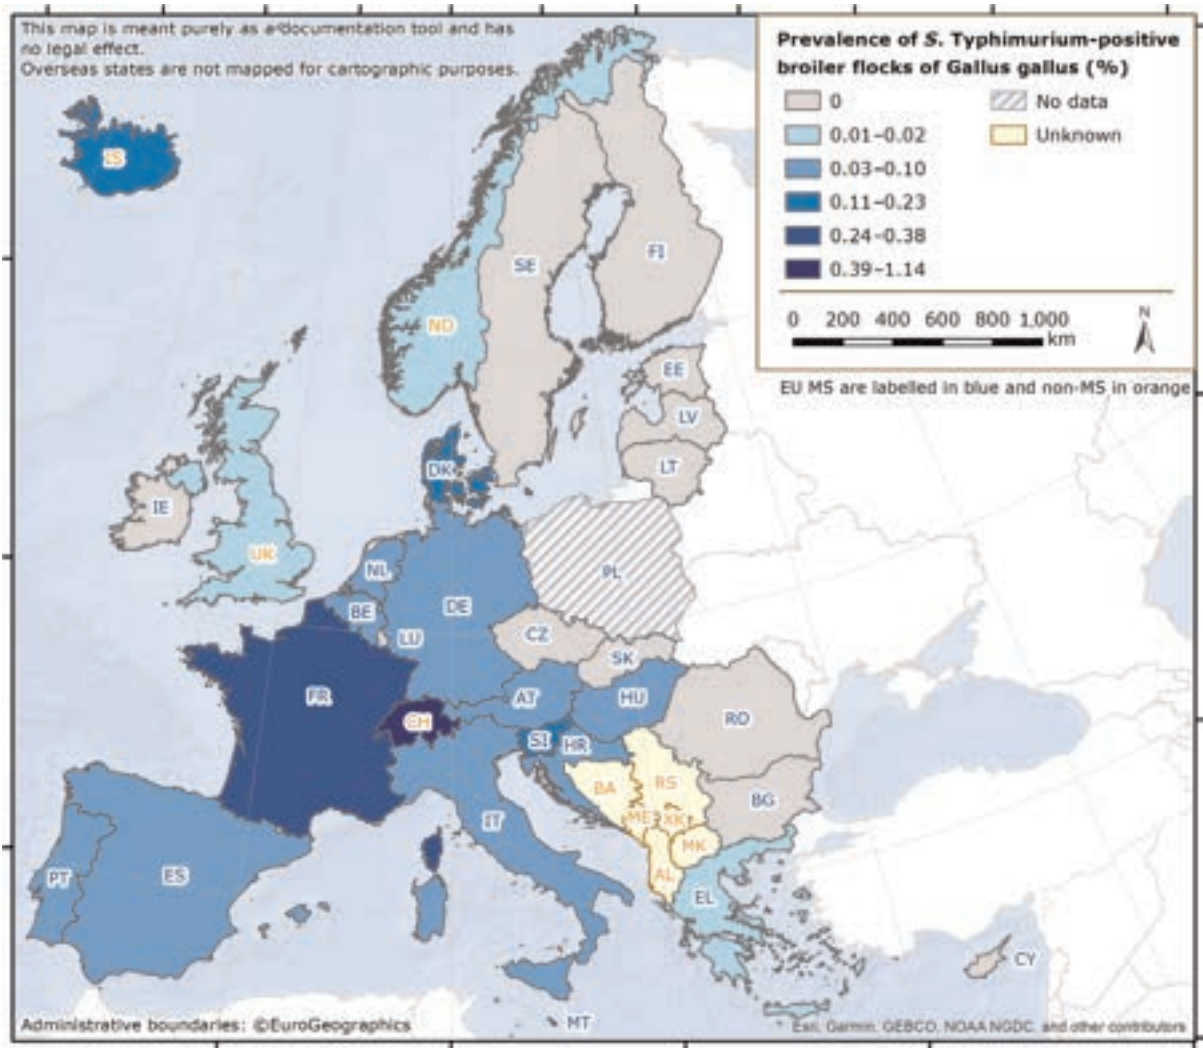 This map is meant purely as a documentation tool and has
no legal effect.
Overseas states are not mapped for cartographic purposes.
Prevalence of S. Typhimurium-positive
broiler flocks of Gallus gallus (%)
0
No data
0.01–0.02
Unknown
0.03–0.10
0.11–0.23
0.24–0.38
0.39–1.14
N
0 200 400 600 800 1,000
km
EU MS are labelled in blue and non-MS in orange
IS
FI
SE
NO
EE
LV
LT
DK
IE
UK
NL
PL
BE
DE
CZ
LU
SK
FR
AT
HU
CH
RO
SI
HR
BA
RS
BG
ME
XK
IT
MK
PT
ES
AL
EL
CY
MT
Administrative boundaries: ©EuroGeographics
Esri, Garmin, GEBCO, NOAA NGDC, and other contributors